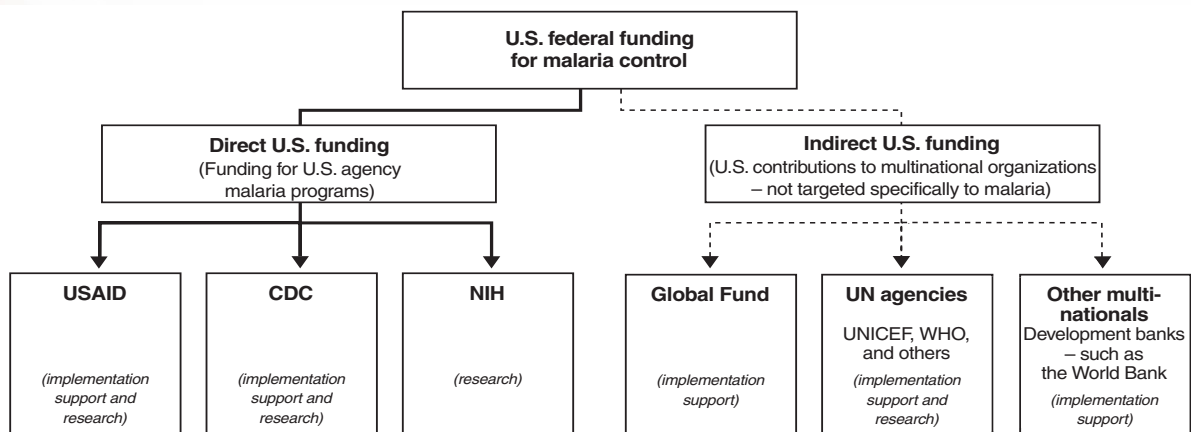 U.S. federal funding
for malaria control
Direct U.S. funding
(Funding for U.S. agency
malaria programs)
Indirect U.S. funding
(U.S. contributions to multinational organizations
– not targeted specifically to malaria)
USAID
(implementation
support and
research)
CDC
(implementation
support and
research)
NIH
(research)
Global Fund
(implementation
support)
UN agencies
UNICEF, WHO,
and others
(implementation
support and
research)
Other multi-
nationals
Development banks
– such as
the World Bank
(implementation
support)